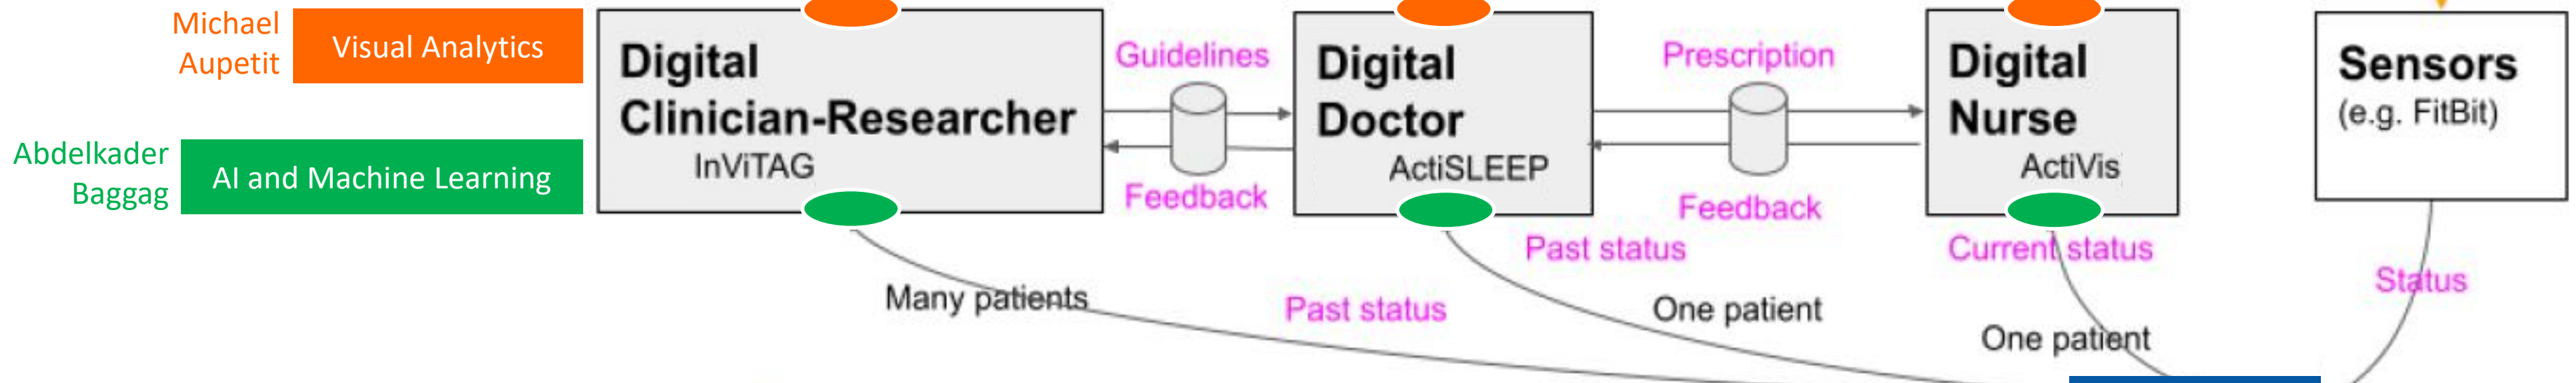 Michael
Aupetit
Visual Analytics
Abdelkader
Baggag
AI and Machine Learning
Digital
Clinician-Researcher
InViTAG
Guidelines
Feedback
Digital
Doctor
ActiSLEEP
Prescription
Feedback
Digital
Nurse
ActiVis
Sensors
(e.g. FitBit)
Many patients
Past status
Past status
One patient
Current status
One patient
Status